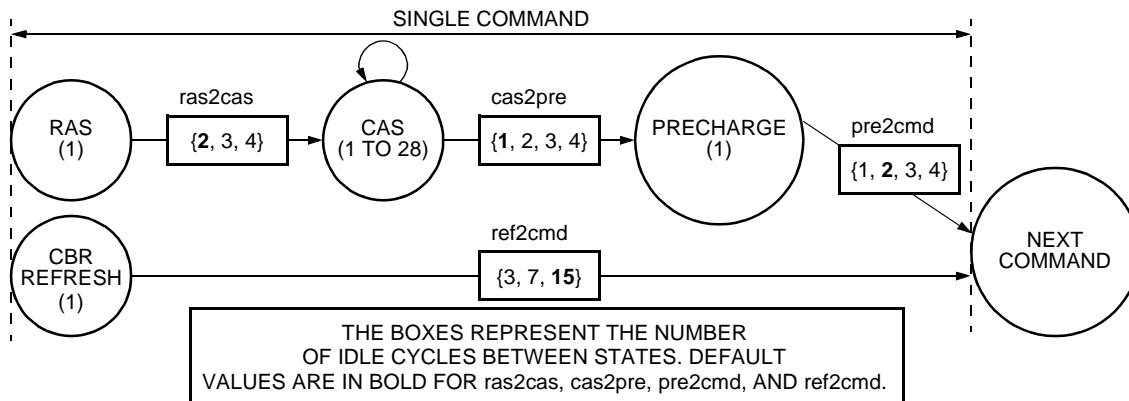 SINGLE COMMAND
RAS
(1)
ras2cas
{2, 3, 4}
CAS
(1 TO 28)
cas2pre
{1, 2, 3, 4}
PRECHARGE
(1)
pre2cmd
{1, 2, 3, 4}
CBR
REFRESH
(1)
ref2cmd
{3, 7, 15}
NEXT
COMMAND
THE BOXES REPRESENT THE NUMBER
OF IDLE CYCLES BETWEEN STATES. DEFAULT
VALUES ARE IN BOLD FOR ras2cas, cas2pre, pre2cmd, AND ref2cmd.